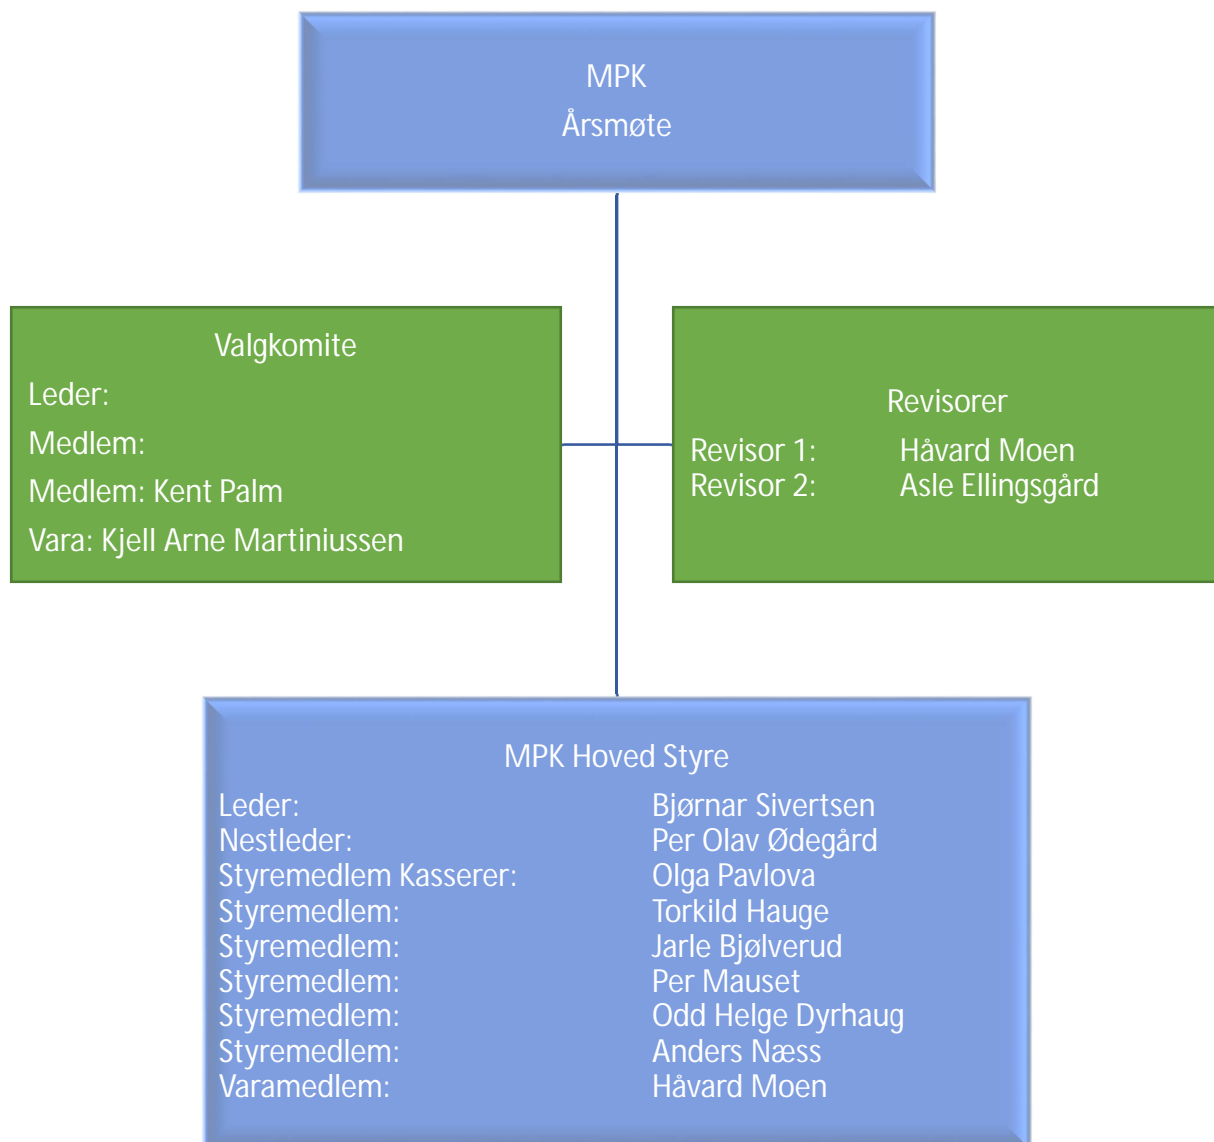 MPK
Årsmøte
Valgkomite
Leder:
Medlem:
Medlem: Kent Palm
Vara: Kjell Arne Martiniussen
Revisorer
Revisor 1: Håvard Moen
Revisor 2: Asle Ellingsgård
MPK Hoved Styre
Leder: Bjørnar Sivertsen
Nestleder: Per Olav Ødegård
Styremedlem Kasserer: Olga Pavlova
Styremedlem: Torkild Hauge
Styremedlem: Jarle Bjølverud
Styremedlem: Per Mauset
Styremedlem: Odd Helge Dyrhaug
Styremedlem: Anders Næss
Varamedlem: Håvard Moen